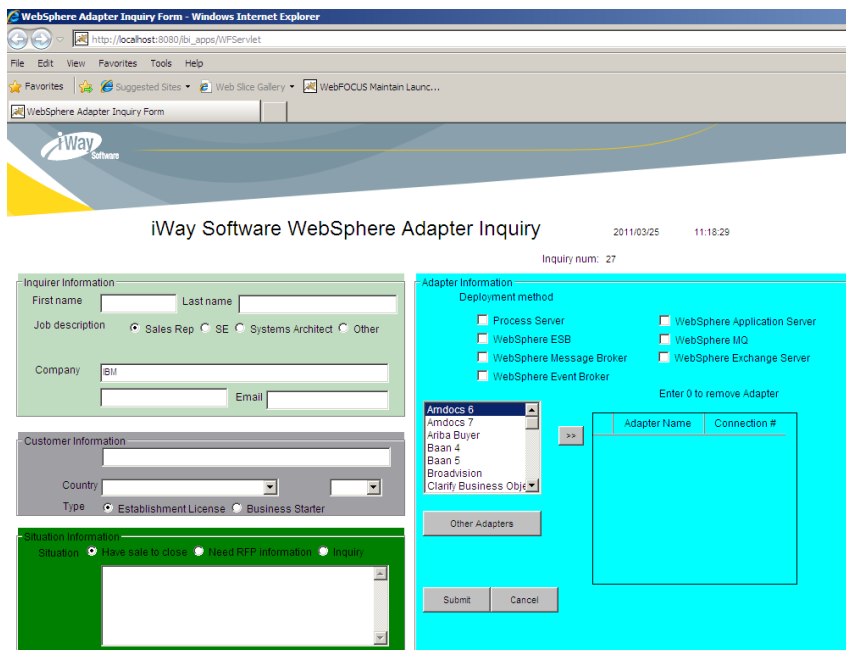 WebSphere Adapter Inquiry Form - Windows Internet Explorer
http://localhost:8080/ibi_apps/WFServlet
File Edit View Favorites Tools Help
Favorites Suggested Sites Web Slice Gallery WebFOCUS Maintain Launc...
WebSphere Adapter Inquiry Form
iWay
Software
iWay Software WebSphere Adapter Inquiry 2011/03/25 11:18:29
Inquiry num: 27
Inquirer Information
First name Last name
Job description Sales Rep SE Systems Architect Other
Company IBM
Email
Customer Information
Country
Type Establishment License Business Starter
Situation Information
Situation Have sale to close Need RFP information Inquiry
Adapter Information
Deployment method
Process Server WebSphere Application Server
WebSphere ESB WebSphere MQ
WebSphere Message Broker WebSphere Exchange Server
WebSphere Event Broker
Enter 0 to remove Adapter
Amdocs 6
Amdocs 7
Ariba Buyer
Baan 4
Baan 5
Broadvision
Clarify Business Obje
>>
Adapter Name Connection #
Other Adapters
Submit Cancel